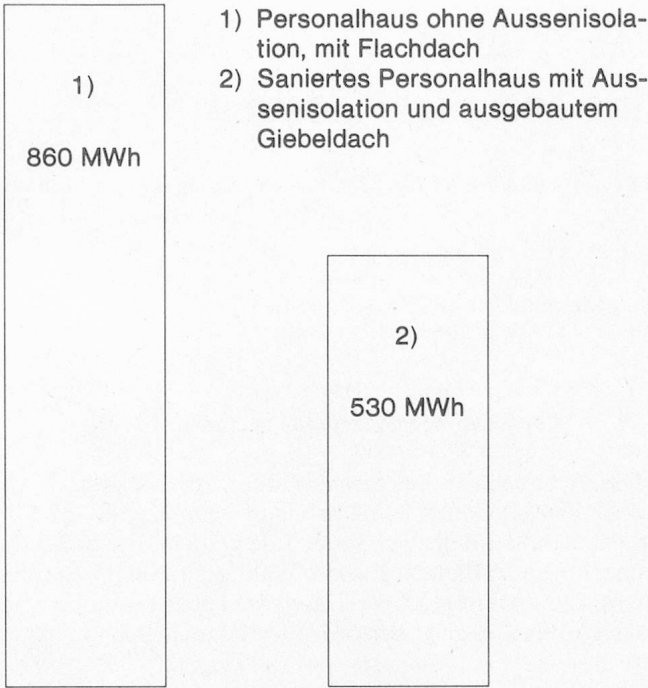 1) Personalhaus ohne Aussenisola-
tion, mit Flachdach
2) Saniertes Personalhaus mit Aus-
senisolation und ausgebautem
Giebeldach
1)
860 MWh
2)
530 MWh